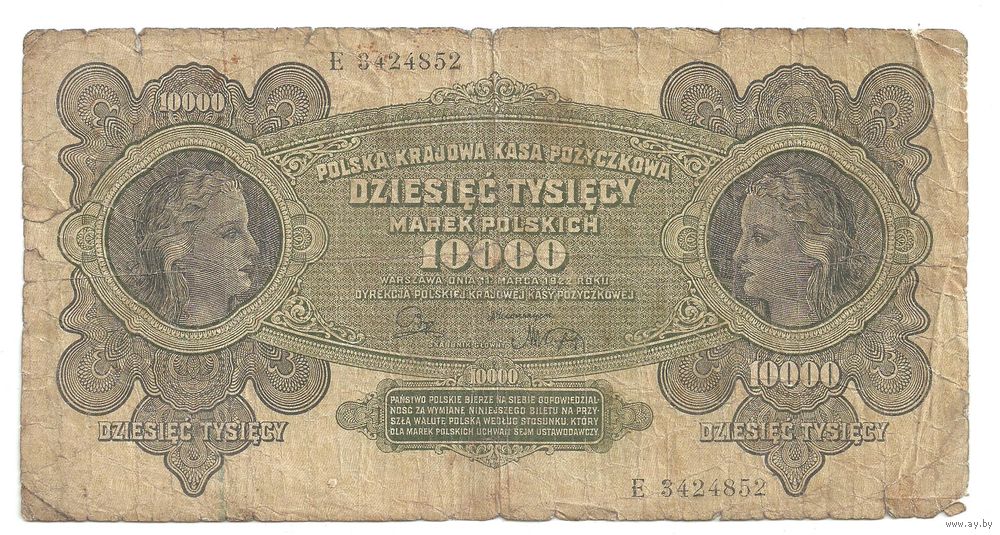 E 3424852
10000
POLSKA KRAJOWA KASA POŻYCZKOWA
DZIESIĘĆ TYSIĘCY
MAREK POLSKICH
10000
WARSZAWA DNIA 11 MARCA 1922 ROKU
DYREKCJA POLSKIEJ KRAJOWEJ KASY POŻYCZKOWEJ
SKARBNIK GŁÓWNY
10000
10000
PAŃSTWO POLSKIE BIERZE NA SIEBIE ODPOWIEDZIAL-
NOŚĆ ZA WYMIANĘ NINIEJSZEGO BILETU NA PRZY-
SZŁĄ WALUTĘ POLSKĄ WEDŁUG STOSUNKU, KTÓRY
DLA MAREK POLSKICH UCHWALI SEJM USTAWODAWCZY.
DZIESIĘĆ TYSIĘCY
DZIESIĘĆ TYSIĘCY
E 3424852
www.ay.by